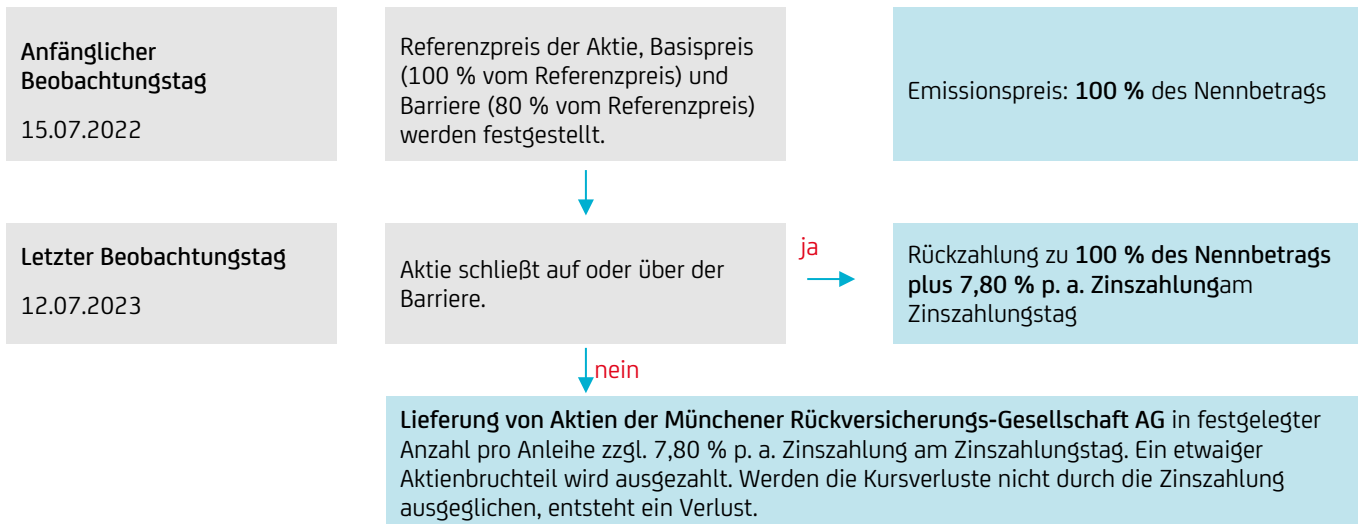 Anfänglicher
Beobachtungstag
15.07.2022
Referenzpreis der Aktie, Basispreis
(100 % vom Referenzpreis) und
Barriere (80 % vom Referenzpreis)
werden festgestellt.
Emissionspreis: 100 % des Nennbetrags
Letzter Beobachtungstag
12.07.2023
Aktie schließt auf oder über der
Barriere.
ja
Rückzahlung zu 100 % des Nennbetrags
plus 7,80 % p. a. Zinszahlungam
Zinszahlungstag
nein
Lieferung von Aktien der Münchener Rückversicherungs-Gesellschaft AG in festgelegter
Anzahl pro Anleihe zzgl. 7,80 % p. a. Zinszahlung am Zinszahlungstag. Ein etwaiger
Aktienbruchteil wird ausgezahlt. Werden die Kursverluste nicht durch die Zinszahlung
ausgeglichen, entsteht ein Verlust.